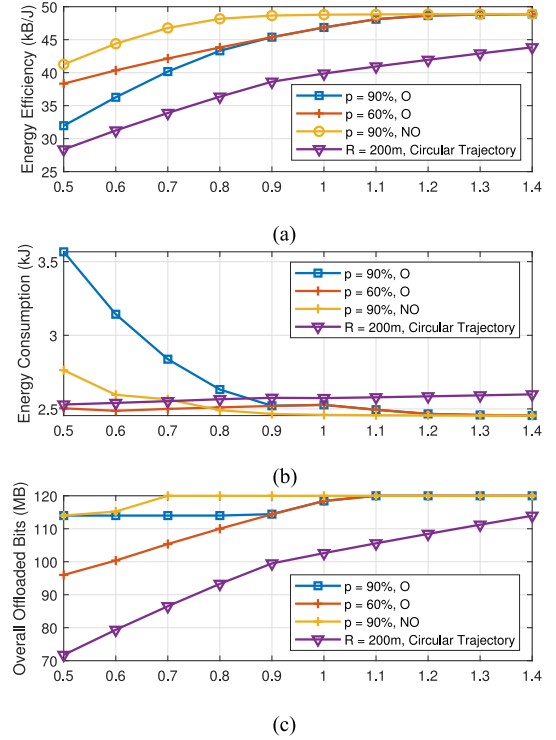 Energy Efficiency (kB/J)
50
45
40
35
30
25
p = 90%, O
p = 60%, O
p = 90%, NO
R = 200m, Circular Trajectory
0.5 0.6 0.7 0.8 0.9 1 1.1 1.2 1.3 1.4
(a)
Energy Consumption (kJ)
3.5
3
2.5
p = 90%, O
p = 60%, O
p = 90%, NO
R = 200m, Circular Trajectory
0.5 0.6 0.7 0.8 0.9 1 1.1 1.2 1.3 1.4
(b)
Overall Offloaded Bits (MB)
120
110
100
90
80
70
p = 90%, O
p = 60%, O
p = 90%, NO
R = 200m, Circular Trajectory
0.5 0.6 0.7 0.8 0.9 1 1.1 1.2 1.3 1.4
(c)